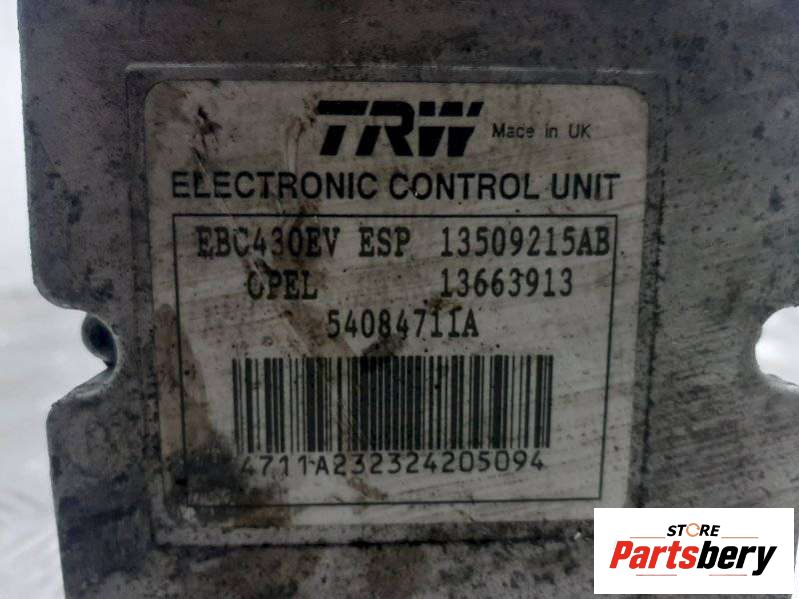 TRW Made in UK
ELECTRONIC CONTROL UNIT
EBC430EV ESP 13509215AB
OPEL 13663913
54084711A
4711A232324205094
STORE
Partsbery